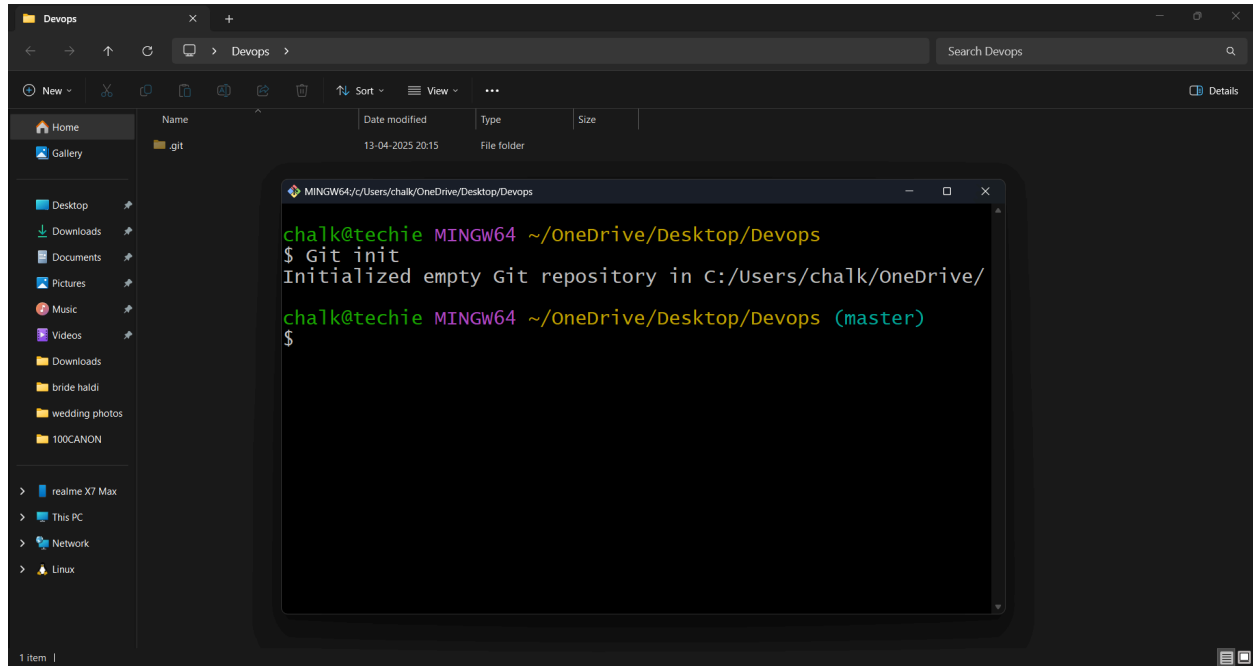 Devops
Devops
Search Devops
New
Sort
View
Details
Home
Gallery
Desktop
Downloads
Documents
Pictures
Music
Videos
Downloads
bride haldi
wedding photos
100CANON
realme X7 Max
This PC
Network
Linux
Name Date modified Type Size
.git 13-04-2025 20:15 File folder
MINGW64:/c/Users/chalk/OneDrive/Desktop/Devops
chalk@techie MINGW64 ~/OneDrive/Desktop/Devops
$ Git init
Initialized empty Git repository in C:/Users/chalk/OneDrive/
chalk@techie MINGW64 ~/OneDrive/Desktop/Devops (master)
$
1 item